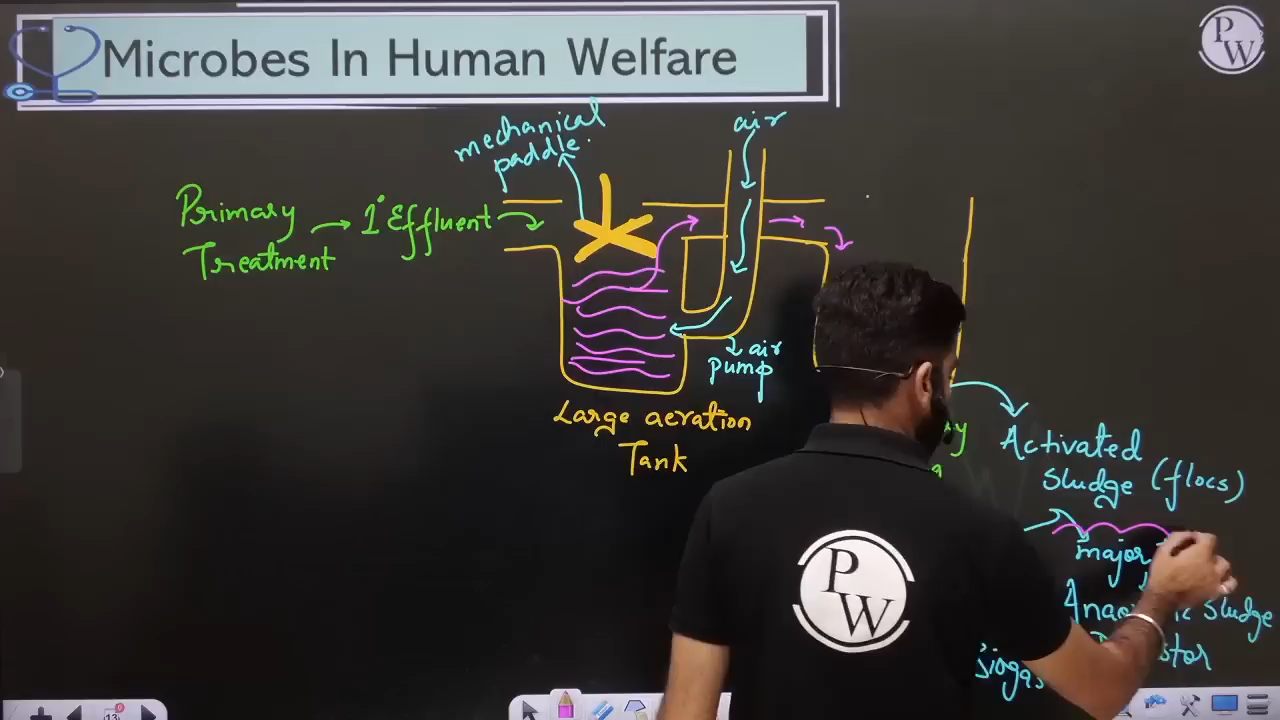 Microbes In Human Welfare
PW
mechanical
paddle
air
Primary
Treatment
1° Effluent
air
pump
Large aeration
Tank
Activated
Sludge (flocs)
major
Sludge
PW